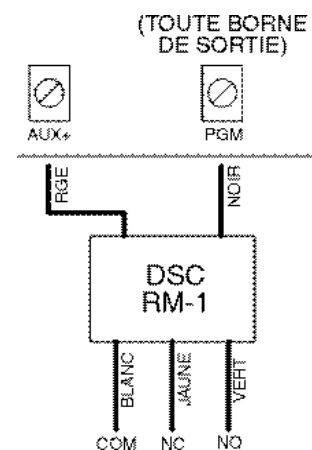 (TOUTE BORNE
DE SORTIE)
AUX+
PGM
RGE
NOIR
DSC
RM-1
BLANC
JAUNE
VERT
COM
NC
NO